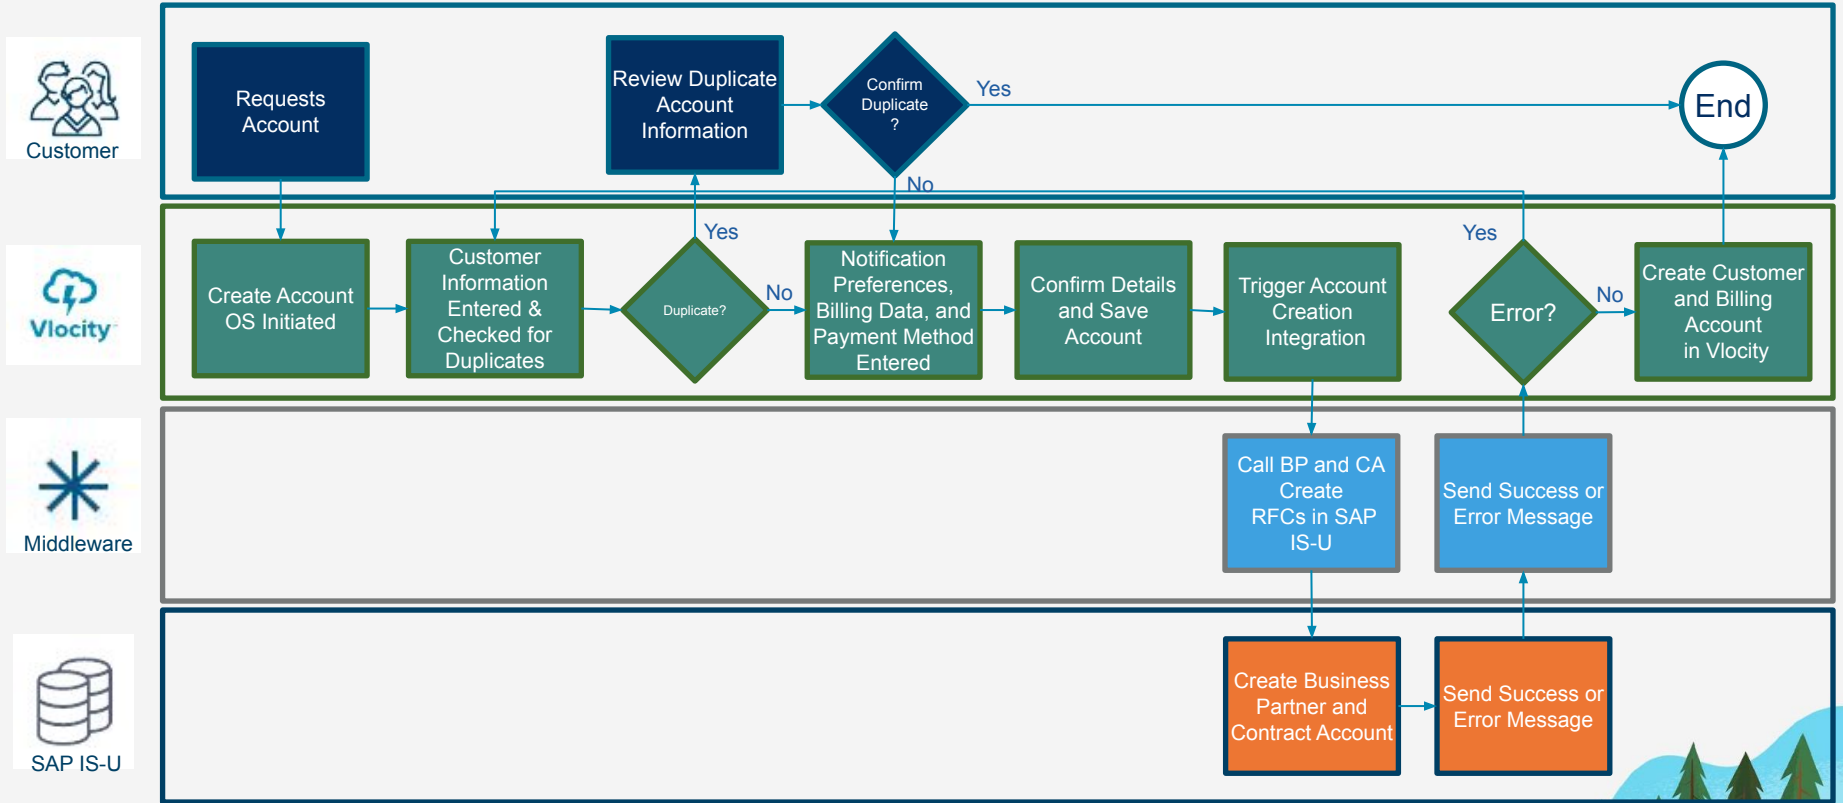 Customer
Requests
Account
Review Duplicate
Account
Information
Confirm
Duplicate
?
Yes
No
End
Vlocity
Create Account
OS Initiated
Customer
Information
Entered &
Checked for
Duplicates
Duplicate?
Yes
No
Notification
Preferences,
Billing Data, and
Payment Method
Entered
Confirm Details
and Save
Account
Trigger Account
Creation
Integration
Yes
Error?
No
Create Customer
and Billing
Account
in Vlocity
Middleware
Call BP and CA
Create
RFCs in SAP
IS-U
Send Success or
Error Message
SAP IS-U
Create Business
Partner and
Contract Account
Send Success or
Error Message